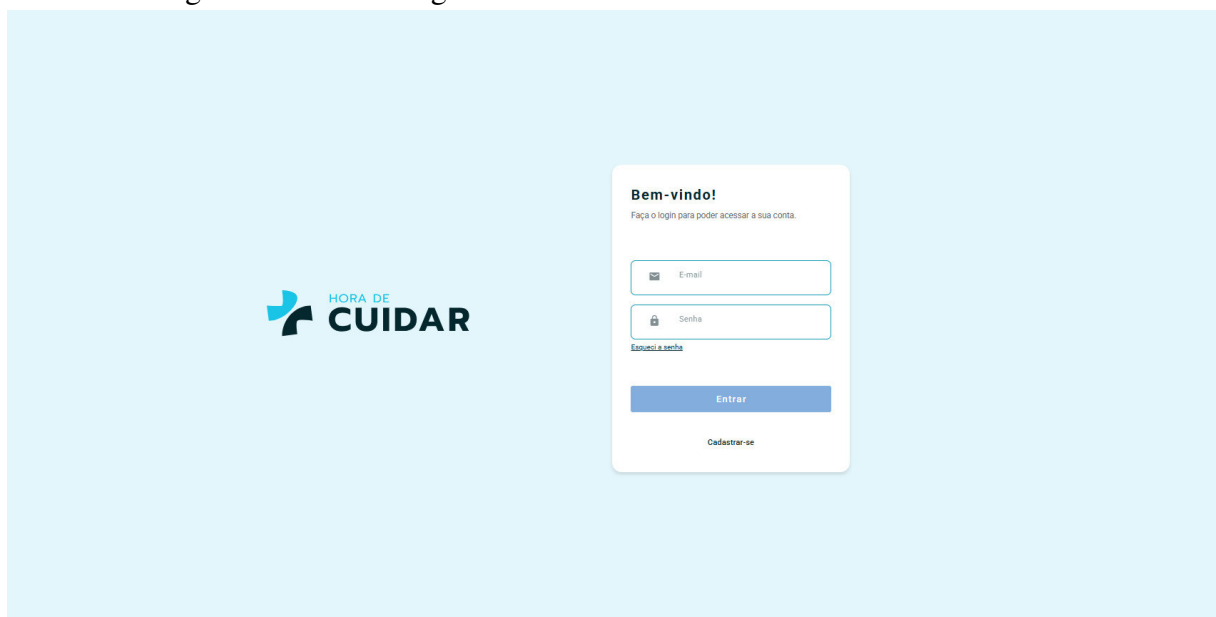 HORA DE
CUIDAR
Bem-vindo!
Faça o login para poder acessar a sua conta.
E-mail
Senha
Esqueci a senha
Entrar
Cadastrar-se